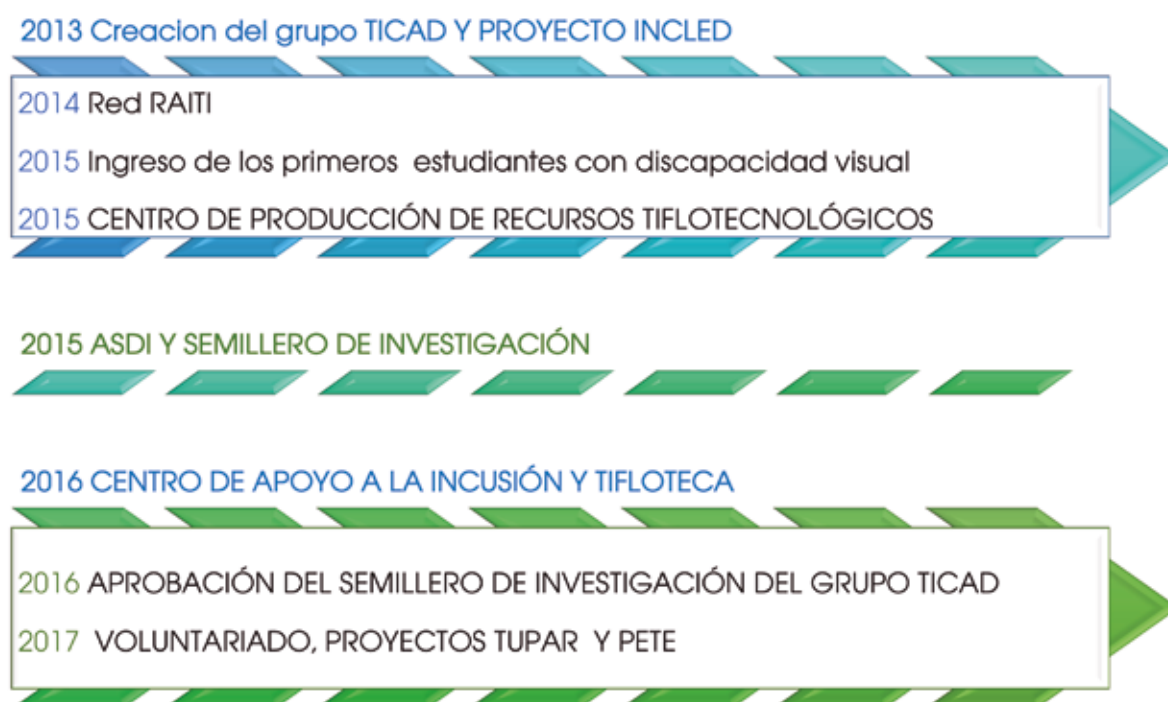 2013 Creacion del grupo TICAD Y PROYECTO INCLED
2014 Red RAITI
2015 Ingreso de los primeros estudiantes con discapacidad visual
2015 CENTRO DE PRODUCCIÓN DE RECURSOS TIFLOTECNOLÓGICOS
2015 ASDI Y SEMILLERO DE INVESTIGACIÓN
2016 CENTRO DE APOYO A LA INCUSIÓN Y TIFLOTECA
2016 APROBACIÓN DEL SEMILLERO DE INVESTIGACIÓN DEL GRUPO TICAD
2017 VOLUNTARIADO, PROYECTOS TUPAR Y PETE